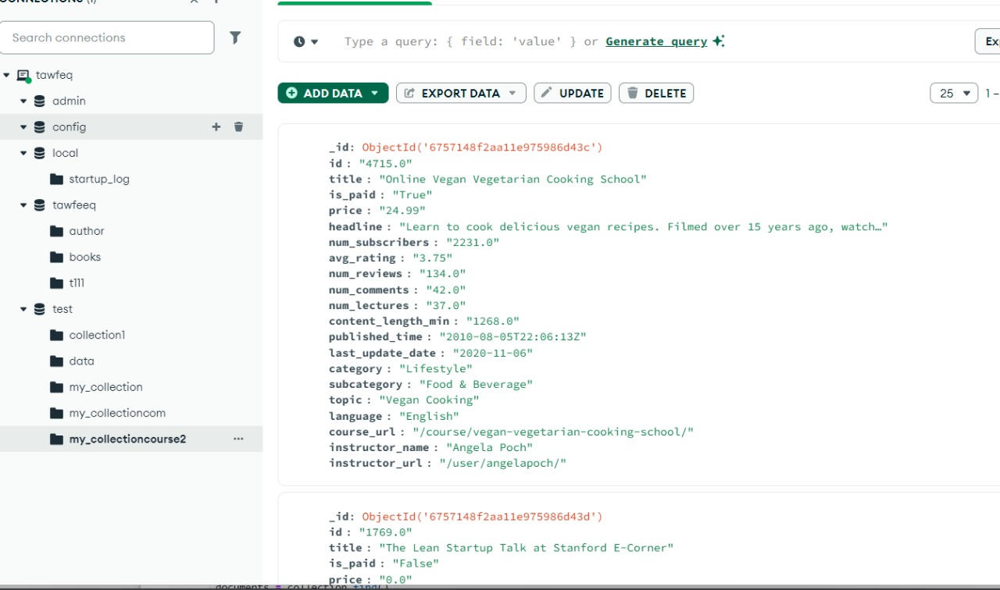 CONNECTIONS (1)
Search connections
tawfeq
admin
config
local
startup_log
tawfeeq
author
books
t111
test
collection1
data
my_collection
my_collectioncom
my_collectioncourse2
Type a query: { field: 'value' } or Generate query
Ex
ADD DATA
EXPORT DATA
UPDATE
DELETE
25
1 –
_id: ObjectId('6757148f2aa11e975986d43c')
id : "4715.0"
title : "Online Vegan Vegetarian Cooking School"
is_paid : "True"
price : "24.99"
headline : "Learn to cook delicious vegan recipes. Filmed over 15 years ago, watch…"
num_subscribers : "2231.0"
avg_rating : "3.75"
num_reviews : "134.0"
num_comments : "42.0"
num_lectures : "37.0"
content_length_min : "1268.0"
published_time : "2010-08-05T22:06:13Z"
last_update_date : "2020-11-06"
category : "Lifestyle"
subcategory : "Food & Beverage"
topic : "Vegan Cooking"
language : "English"
course_url : "/course/vegan-vegetarian-cooking-school/"
instructor_name : "Angela Poch"
instructor_url : "/user/angelapoch/"
_id: ObjectId('6757148f2aa11e975986d43d')
id : "1769.0"
title : "The Lean Startup Talk at Stanford E-Corner"
is_paid : "False"
price : "0.0"
documents = collection.find()